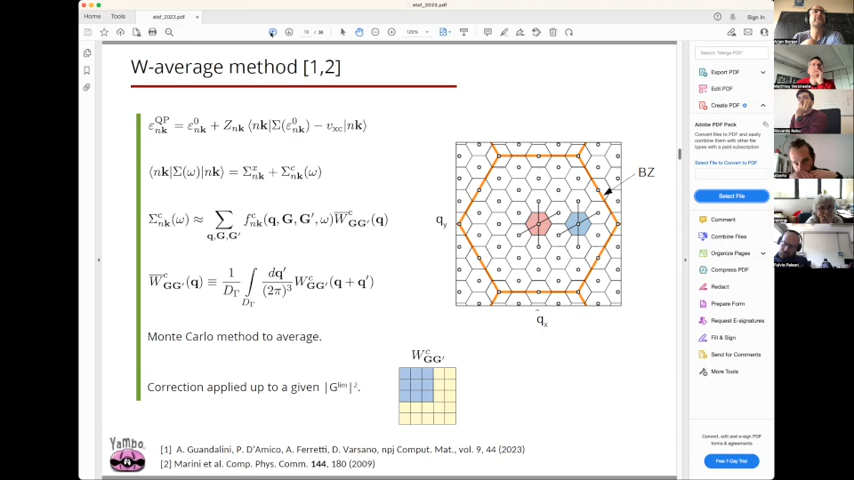 etsf_2023.pdf
Home
Tools
etsf_2023.pdf
Sign In
/ 36
120%
W-average method [1,2]
ε^QP_nk = ε^0_nk + Z_nk ⟨nk|Σ(ε^0_nk) − v_xc|nk⟩
⟨nk|Σ(ω)|nk⟩ = Σ^x_nk + Σ^c_nk(ω)
Σ^c_nk(ω) ≈ ∑_{q,G,G′} f^c_nk(q, G, G′, ω) W̅^c_GG′(q)
W̅^c_GG′(q) ≡ 1/D_Γ ∫_{D_Γ} dq′/(2π)^3 W^c_GG′(q + q′)
Monte Carlo method to average.
Correction applied up to a given |G^lim|².
BZ
q_y
q_x
W^c_GG′
Yambo
[1] A. Guandalini, P. D'Amico, A. Ferretti, D. Varsano, npj Comput. Mat., vol. 9, 44 (2023)
[2] Marini et al. Comp. Phys. Comm. 144, 180 (2009)
Search 'Merge PDF'
Export PDF
Edit PDF
Create PDF
Adobe PDF Pack
Convert files to PDF and easily
combine them with other file
types with a paid subscription
Select File to Convert to PDF
Select File
Comment
Combine Files
Organize Pages
Compress PDF
Redact
Prepare Form
Request E-signatures
Fill & Sign
Send for Comments
More Tools
Convert, edit and e-sign PDF
forms & agreements
Free 7-Day Trial